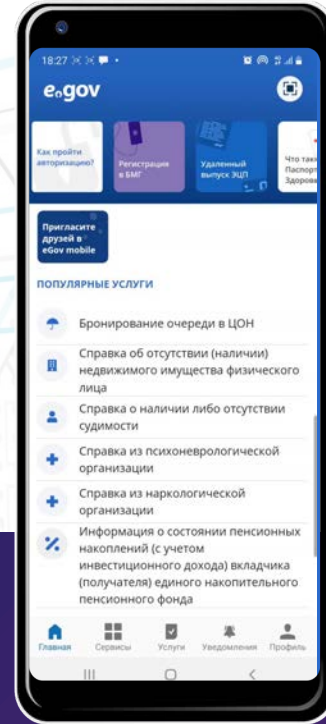 18:27
egov
Как пройти
авторизацию?
Регистрация
в БМГ
Удаленный
выпуск ЭЦП
Что так
Паспорт
Здоров
Пригласите
друзей в
eGov mobile
ПОПУЛЯРНЫЕ УСЛУГИ
Бронирование очереди в ЦОН
Справка об отсутствии (наличии)
недвижимого имущества физического
лица
Справка о наличии либо отсутствии
судимости
Справка из психоневрологической
организации
Справка из наркологической
организации
Информация о состоянии пенсионных
накоплений (с учетом
инвестиционного дохода) вкладчика
(получателя) единого накопительного
пенсионного фонда
Главная Сервисы Услуги Уведомления Профиль